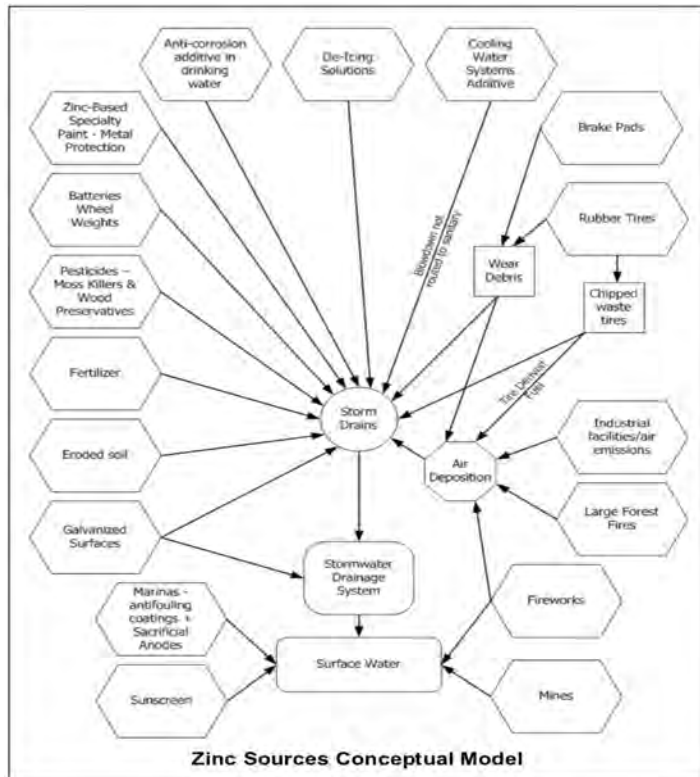 Anti-corrosion
additive in
drinking
water
De-Icing
Solutions
Cooling
Water
Systems
Additive
Zinc-Based
Specialty
Paint - Metal
Protection
Brake Pads
Batteries
Wheel
Weights
Rubber Tires
Blowdown not
routed to sanitary
Wear
Debris
Chipped
waste
tires
Pesticides –
Moss Killers &
Wood
Preservatives
Fertilizer
Storm
Drains
Tire Derived
Fuel
Industrial
facilities/air
emissions
Eroded soil
Air
Deposition
Large Forest
Fires
Galvanized
Surfaces
Stormwater
Drainage
System
Marinas -
antifouling
coatings +
Sacrificial
Anodes
Fireworks
Surface Water
Sunscreen
Mines
Zinc Sources Conceptual Model